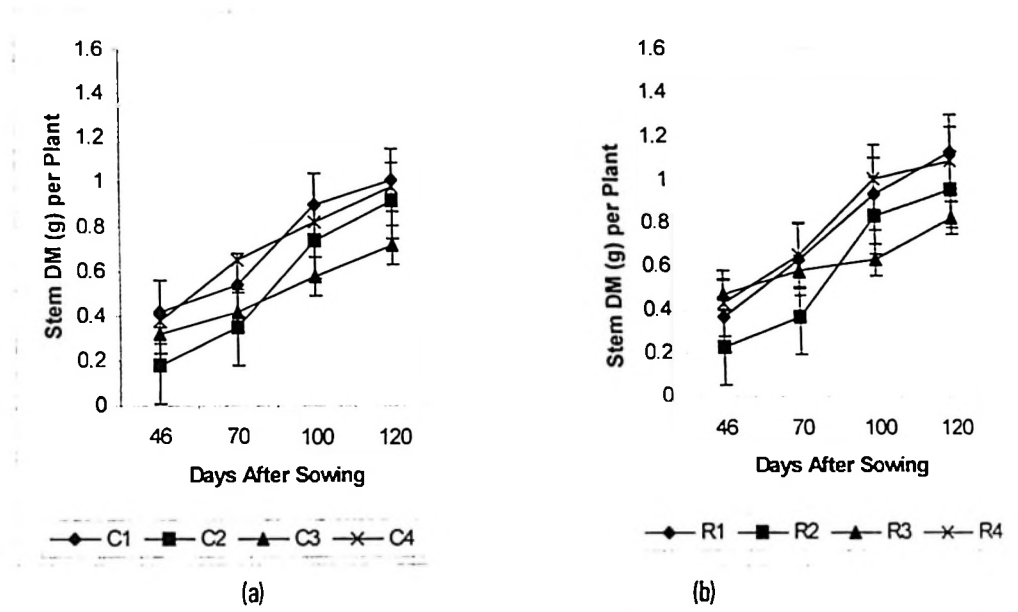 1.6
1.4
1.2
1
0.8
0.6
0.4
0.2
0
Stem DM (g) per Plant
46 70 100 120
Days After Sowing
C1 C2 C3 C4
(a)
1.6
1.4
1.2
1
0.8
0.6
0.4
0.2
0
Stem DM (g) per Plant
46 70 100 120
Days After Sowing
R1 R2 R3 R4
(b)